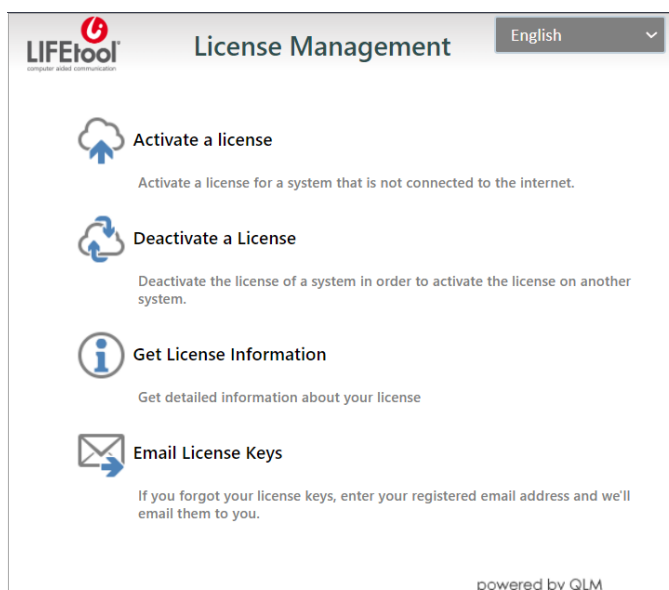 LIFEtool
computer aided communication
License Management
English
Activate a license
Activate a license for a system that is not connected to the internet.
Deactivate a License
Deactivate the license of a system in order to activate the license on another
system.
Get License Information
Get detailed information about your license
Email License Keys
If you forgot your license keys, enter your registered email address and we'll
email them to you.
powered by QLM